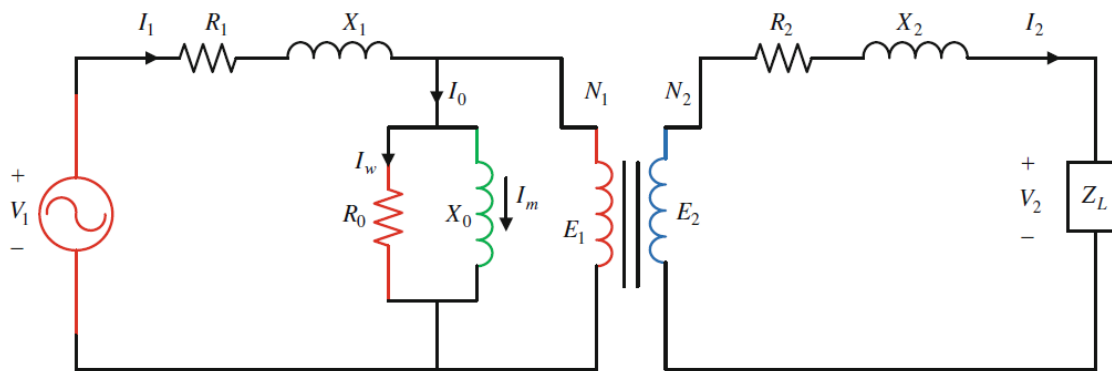 I1 R1 X1 R2 X2 I2
I0 N1 N2
Iw
+ R0 X0 Im E1 E2 + ZL
V1 V2
− −